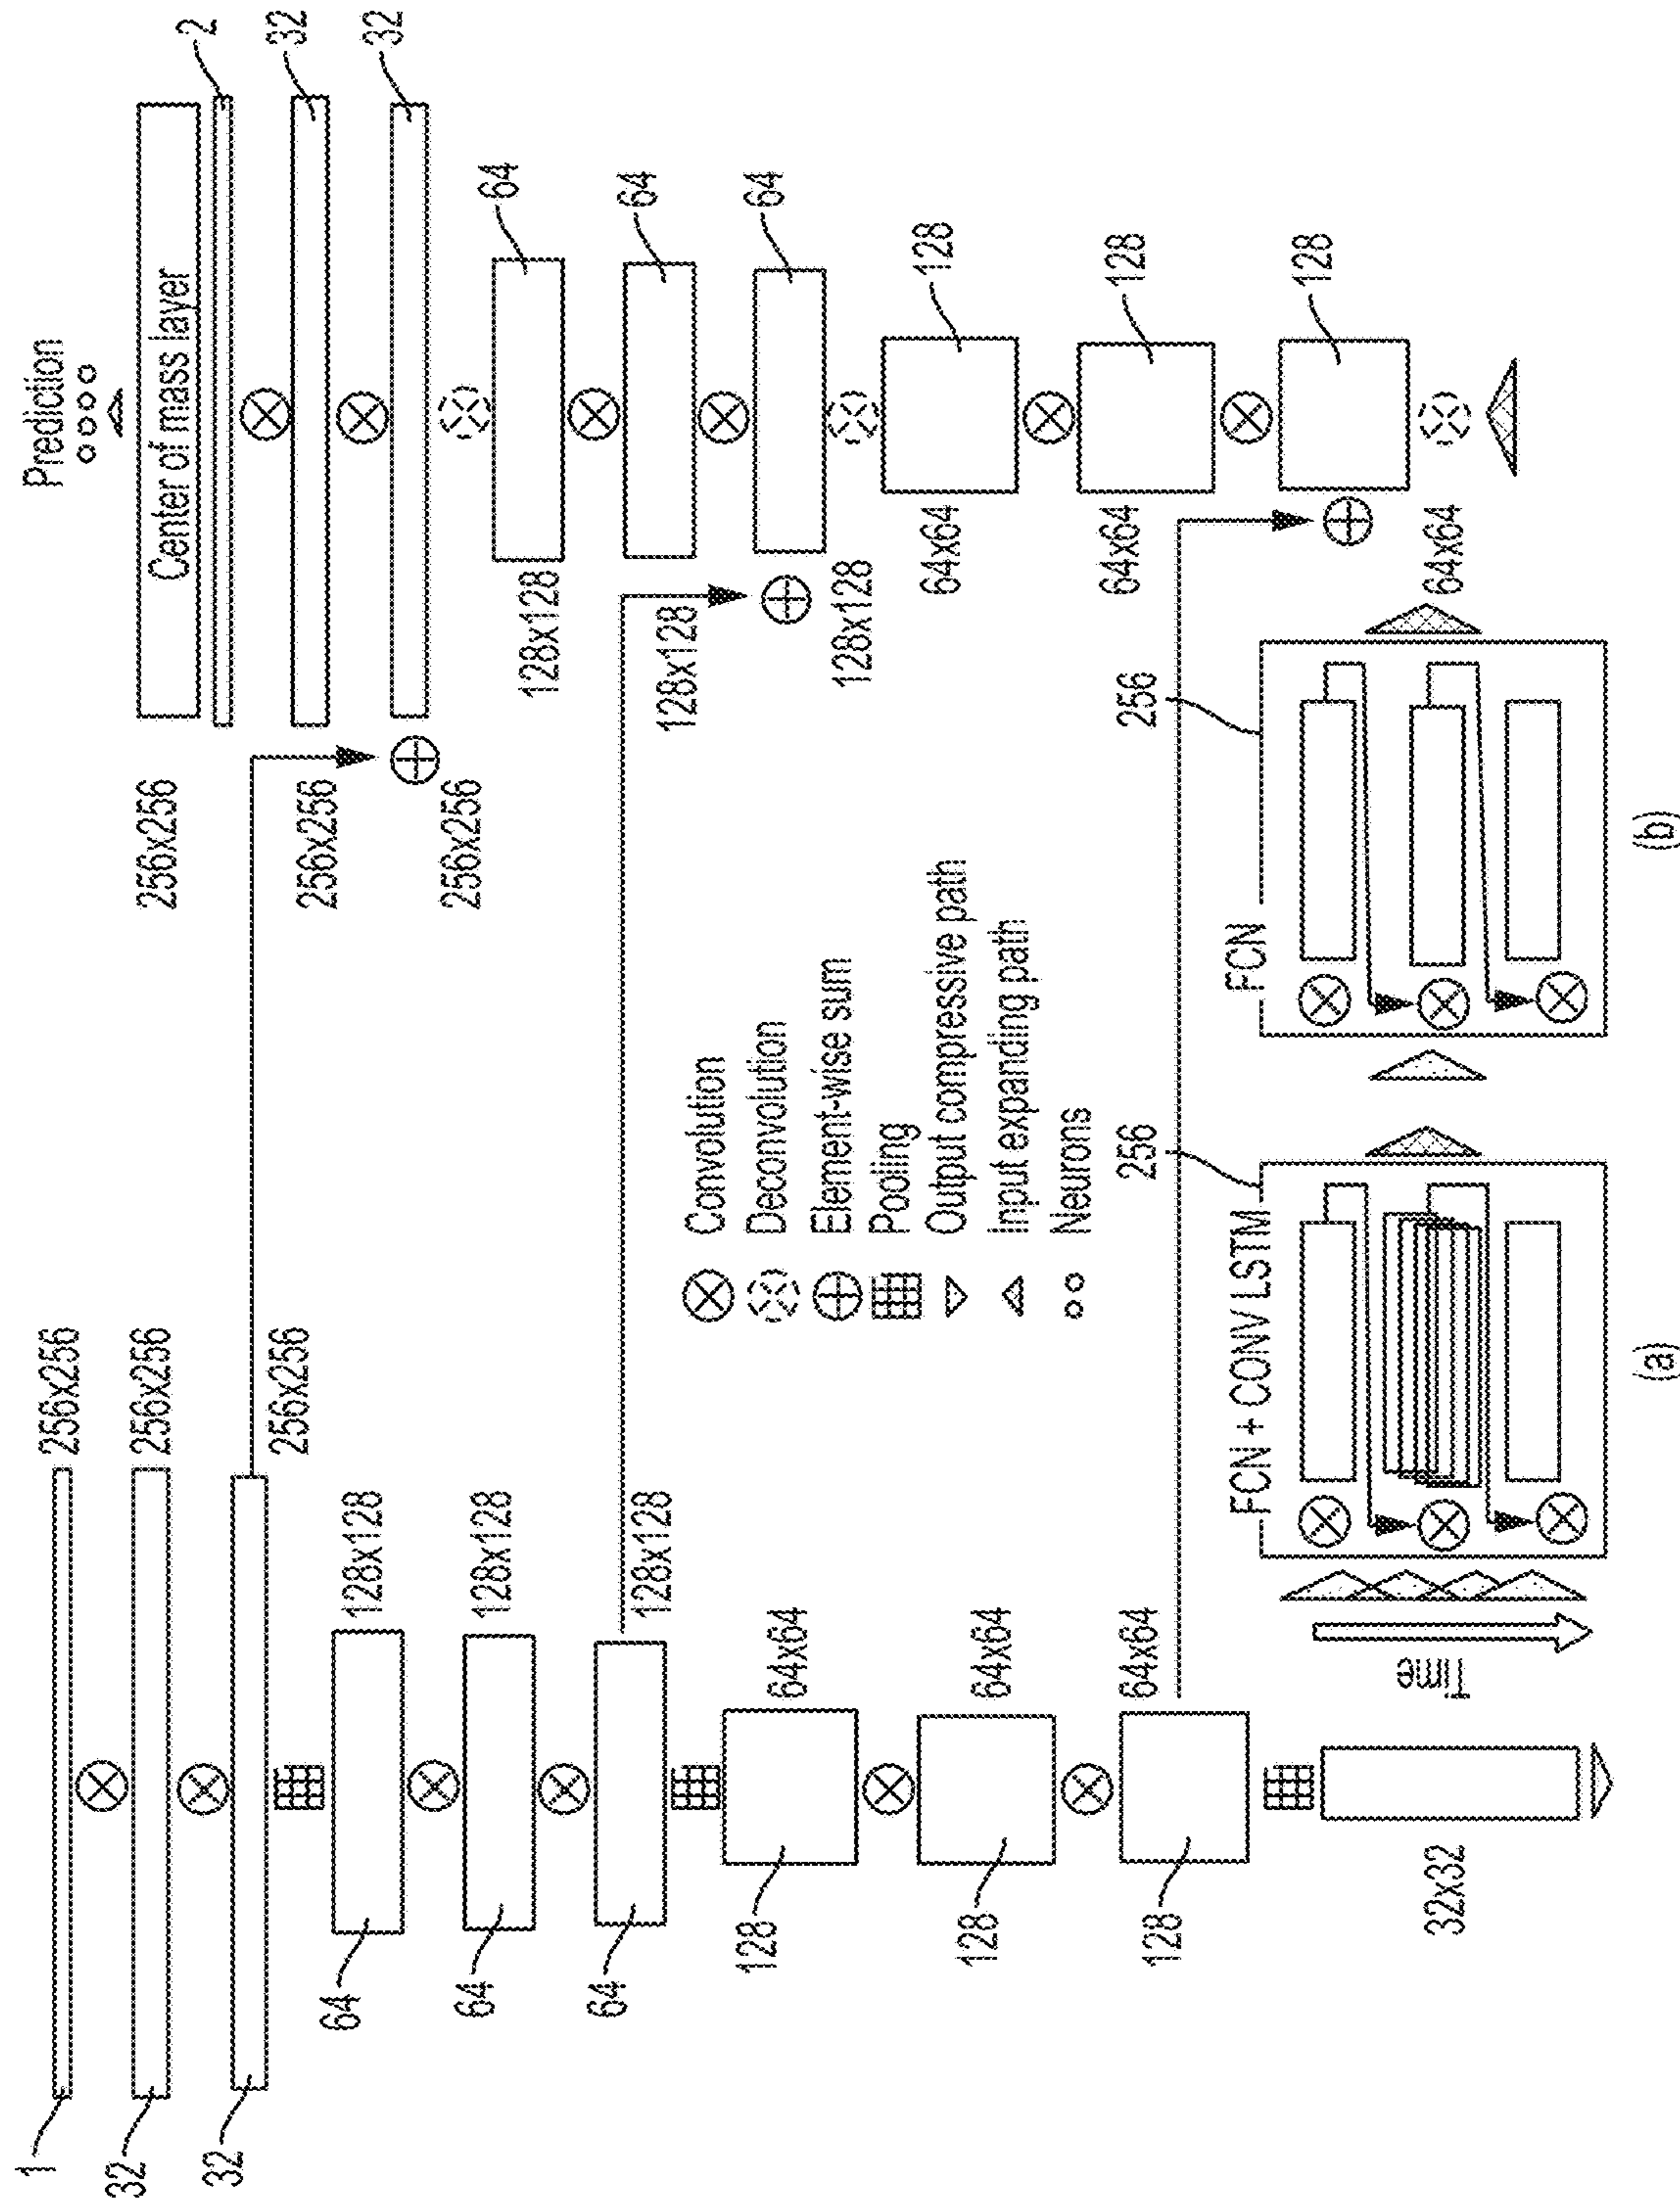 1
256x256
32
256x256
32
256x256
64
128x128
64
128x128
64
128x128
128
64x64
128
64x64
128
64x64
32x32
Time
FCN + CONV LSTM
256
(a)
FCN
256
(b)
Convolution
Deconvolution
Element-wise sum
Pooling
Output compressive path
Input expanding path
Neurons
Prediction
Center of mass layer
2
256x256
32
256x256
32
256x256
64
128x128
64
128x128
64
128x128
128
64x64
128
64x64
128
64x64